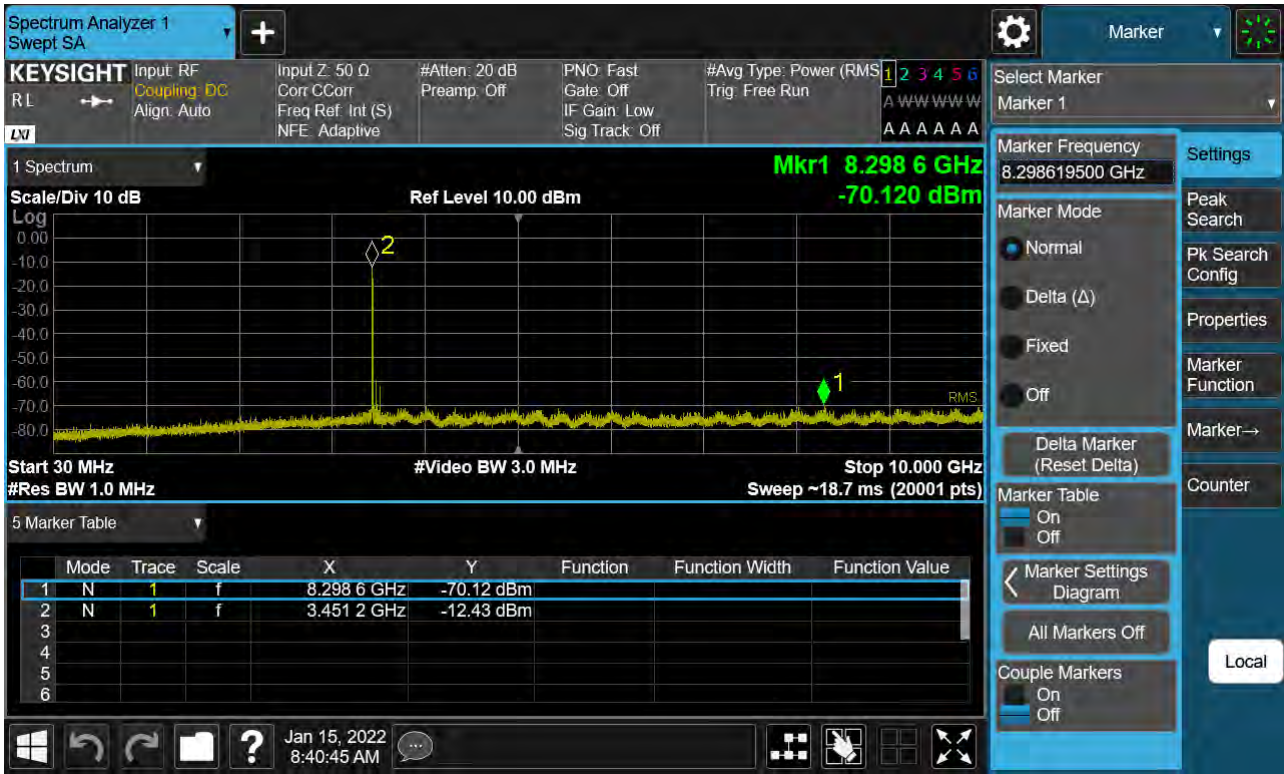 Spectrum Analyzer 1
Swept SA
+
Marker
KEYSIGHT
RL
LXI
Input: RF
Coupling: DC
Align: Auto
Input Z: 50 Ω
Corr CCorr
Freq Ref: Int (S)
NFE: Adaptive
#Atten: 20 dB
Preamp: Off
PNO: Fast
Gate: Off
IF Gain: Low
Sig Track: Off
#Avg Type: Power (RMS
Trig: Free Run
1 2 3 4 5 6
A W W W W W
A A A A A A
Select Marker
Marker 1
1 Spectrum
Mkr1 8.298 6 GHz
-70.120 dBm
Scale/Div 10 dB
Ref Level 10.00 dBm
Log
0.00
-10.0
-20.0
-30.0
-40.0
-50.0
-60.0
-70.0
-80.0
2
1
RMS
Start 30 MHz
#Video BW 3.0 MHz
Stop 10.000 GHz
#Res BW 1.0 MHz
Sweep ~18.7 ms (20001 pts)
5 Marker Table
Mode Trace Scale X Y Function Function Width Function Value
1 N 1 f 8.298 6 GHz -70.12 dBm
2 N 1 f 3.451 2 GHz -12.43 dBm
3
4
5
6
Marker Frequency
8.298619500 GHz
Marker Mode
Normal
Delta (Δ)
Fixed
Off
Delta Marker
(Reset Delta)
Marker Table
On
Off
Marker Settings
Diagram
All Markers Off
Couple Markers
On
Off
Settings
Peak
Search
Pk Search
Config
Properties
Marker
Function
Marker→
Counter
Local
?
Jan 15, 2022
8:40:45 AM